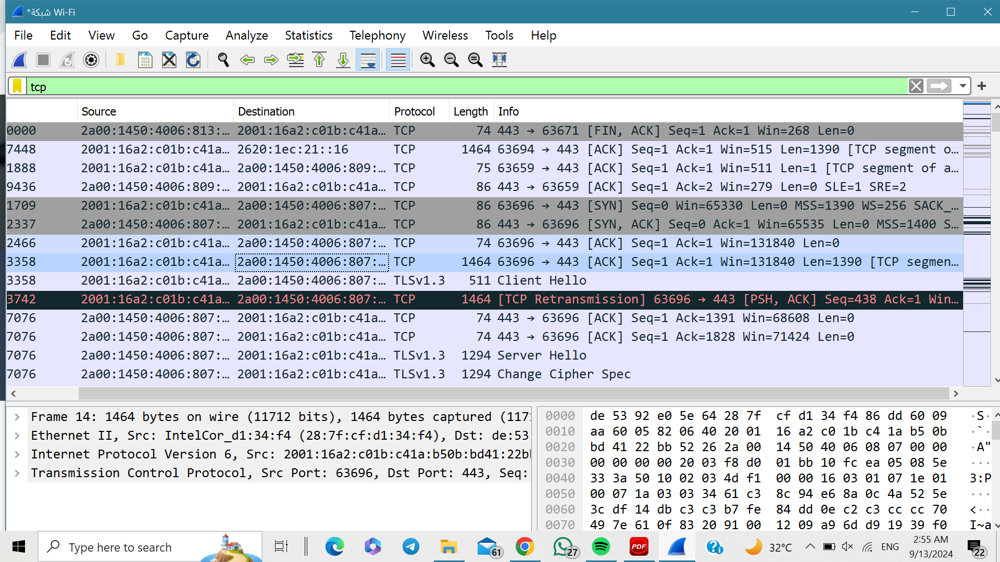 *شبكة Wi-Fi
File Edit View Go Capture Analyze Statistics Telephony Wireless Tools Help
tcp
Source Destination Protocol Length Info
0000 2a00:1450:4006:813:… 2001:16a2:c01b:c41a… TCP 74 443 → 63671 [FIN, ACK] Seq=1 Ack=1 Win=268 Len=0
7448 2001:16a2:c01b:c41a… 2620:1ec:21::16 TCP 1464 63694 → 443 [ACK] Seq=1 Ack=1 Win=515 Len=1390 [TCP segment o…
1888 2001:16a2:c01b:c41a… 2a00:1450:4006:809:… TCP 75 63659 → 443 [ACK] Seq=1 Ack=1 Win=511 Len=1 [TCP segment of a…
9436 2a00:1450:4006:809:… 2001:16a2:c01b:c41a… TCP 86 443 → 63659 [ACK] Seq=1 Ack=2 Win=279 Len=0 SLE=1 SRE=2
1709 2001:16a2:c01b:c41a… 2a00:1450:4006:807:… TCP 86 63696 → 443 [SYN] Seq=0 Win=65330 Len=0 MSS=1390 WS=256 SACK_…
2337 2a00:1450:4006:807:… 2001:16a2:c01b:c41a… TCP 86 443 → 63696 [SYN, ACK] Seq=0 Ack=1 Win=65535 Len=0 MSS=1400 S…
2466 2001:16a2:c01b:c41a… 2a00:1450:4006:807:… TCP 74 63696 → 443 [ACK] Seq=1 Ack=1 Win=131840 Len=0
3358 2001:16a2:c01b:c41a… 2a00:1450:4006:807:… TCP 1464 63696 → 443 [ACK] Seq=1 Ack=1 Win=131840 Len=1390 [TCP segmen…
3358 2001:16a2:c01b:c41a… 2a00:1450:4006:807:… TLSv1.3 511 Client Hello
3742 2001:16a2:c01b:c41a… 2a00:1450:4006:807:… TCP 1464 [TCP Retransmission] 63696 → 443 [PSH, ACK] Seq=438 Ack=1 Win…
7076 2a00:1450:4006:807:… 2001:16a2:c01b:c41a… TCP 74 443 → 63696 [ACK] Seq=1 Ack=1391 Win=68608 Len=0
7076 2a00:1450:4006:807:… 2001:16a2:c01b:c41a… TCP 74 443 → 63696 [ACK] Seq=1 Ack=1828 Win=71424 Len=0
7076 2a00:1450:4006:807:… 2001:16a2:c01b:c41a… TLSv1.3 1294 Server Hello
7076 2a00:1450:4006:807:… 2001:16a2:c01b:c41a… TLSv1.3 1294 Change Cipher Spec
Frame 14: 1464 bytes on wire (11712 bits), 1464 bytes captured (117
Ethernet II, Src: IntelCor_d1:34:f4 (28:7f:cf:d1:34:f4), Dst: de:53
Internet Protocol Version 6, Src: 2001:16a2:c01b:c41a:b50b:bd41:22b
Transmission Control Protocol, Src Port: 63696, Dst Port: 443, Seq:
0000 de 53 92 e0 5e 64 28 7f cf d1 34 f4 86 dd 60 09 ·S·
0010 aa 60 05 82 06 40 20 01 16 a2 c0 1b c4 1a b5 0b ·`·
0020 bd 41 22 bb 52 26 2a 00 14 50 40 06 08 07 00 00 ·A"
0030 00 00 00 00 20 03 f8 d0 01 bb 10 fc ea 05 08 5e ···
0040 33 3a 50 10 02 03 4d f1 00 00 16 03 01 07 1e 01 3:P
0050 00 07 1a 03 03 34 61 c3 8c 94 e6 8a 0c 4a 52 5e ···
0060 3c df 14 db c3 c3 b7 fe 84 dd 0e c2 c3 cc cc 70 <··
0070 49 7e 61 0f 83 20 91 00 12 09 a9 6d d9 19 39 f0 I~a
Type here to search
61
27
PDF
32°C
ENG
2:55 AM
9/13/2024
22